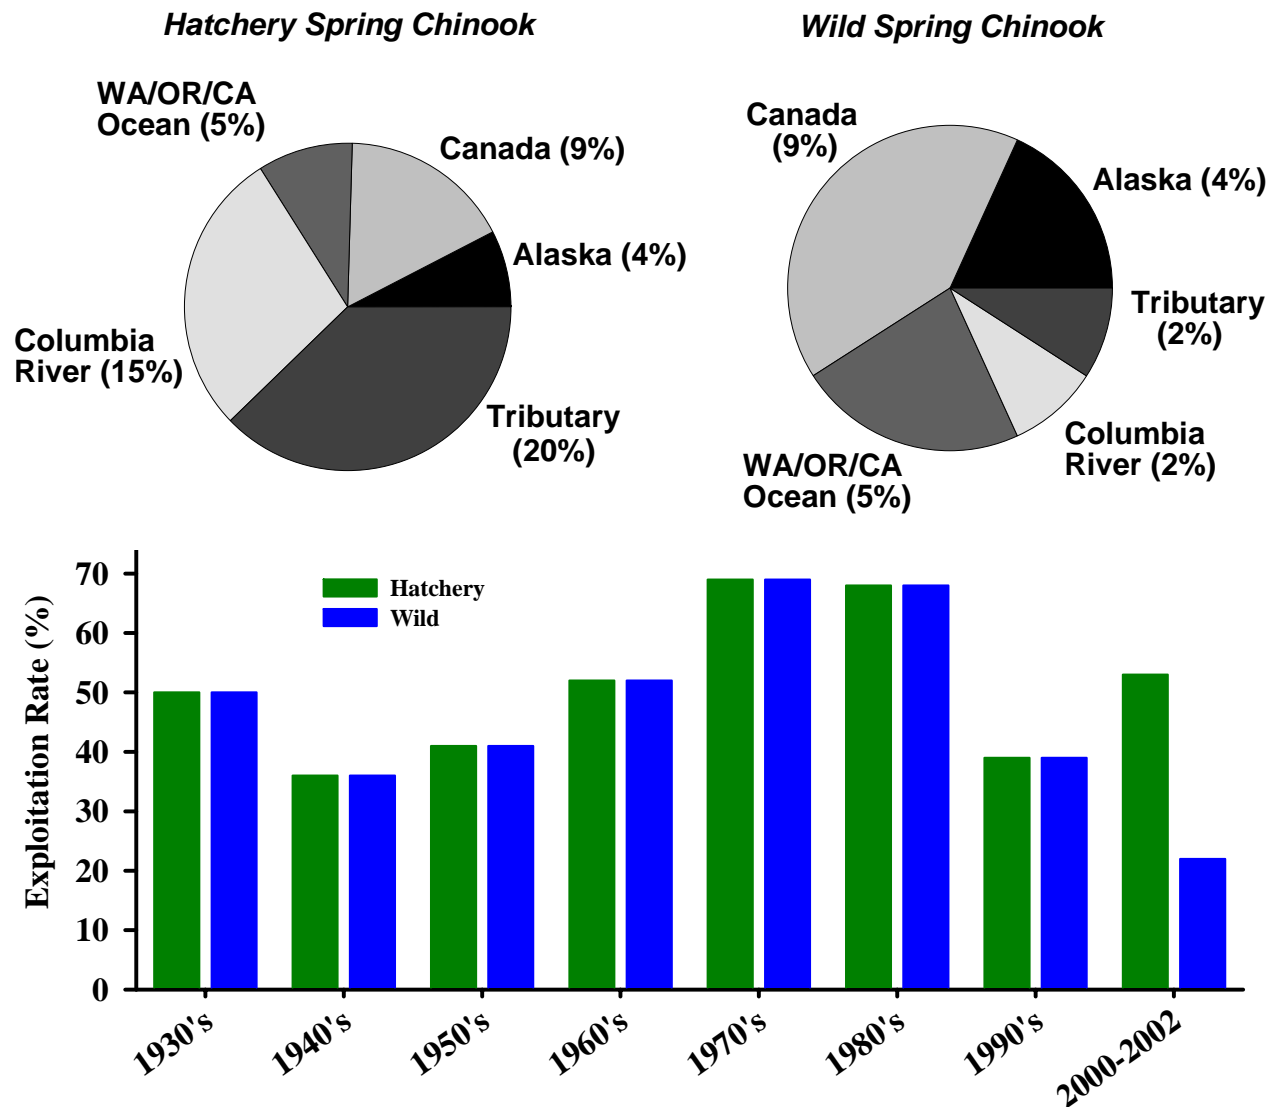 Hatchery Spring Chinook
WA/OR/CA
Ocean (5%)
Canada (9%)
Alaska (4%)
Columbia
River (15%)
Tributary
(20%)
Wild Spring Chinook
Canada
(9%)
Alaska (4%)
Tributary
(2%)
Columbia
River (2%)
WA/OR/CA
Ocean (5%)
Exploitation Rate (%)
70
60
50
40
30
20
10
0
Hatchery
Wild
1930's
1940's
1950's
1960's
1970's
1980's
1990's
2000-2002